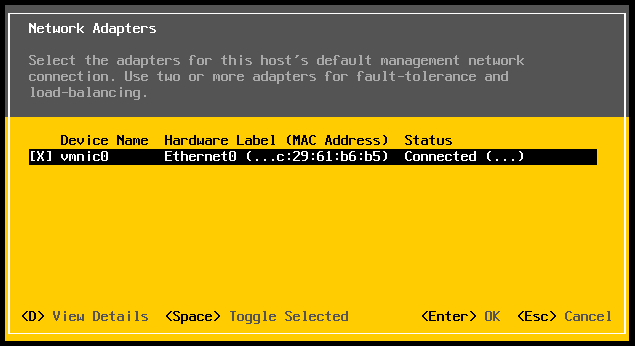 Network Adapters
Select the adapters for this host's default management network
connection. Use two or more adapters for fault-tolerance and
load-balancing.
Device Name Hardware Label (MAC Address) Status
[X] vmnic0 Ethernet0 (...c:29:61:b6:b5) Connected (...)
<D> View Details <Space> Toggle Selected <Enter> OK <Esc> Cancel